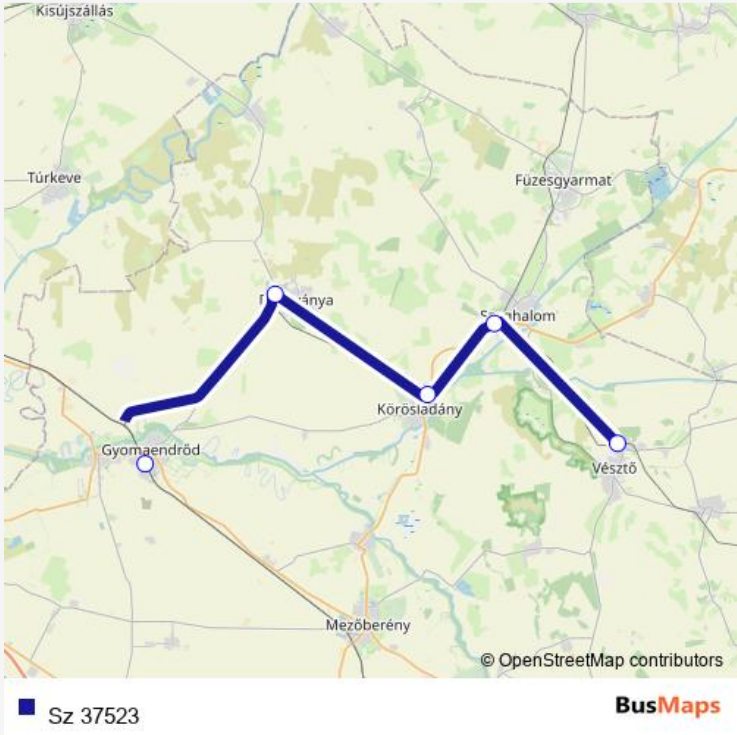 Kisújszállás
Túrkeve
Füzesgyarmat
Körösladány
Gyomaendrőd
Vésztő
Mezőberény
© OpenStreetMap contributors
Sz 37523
BusMaps